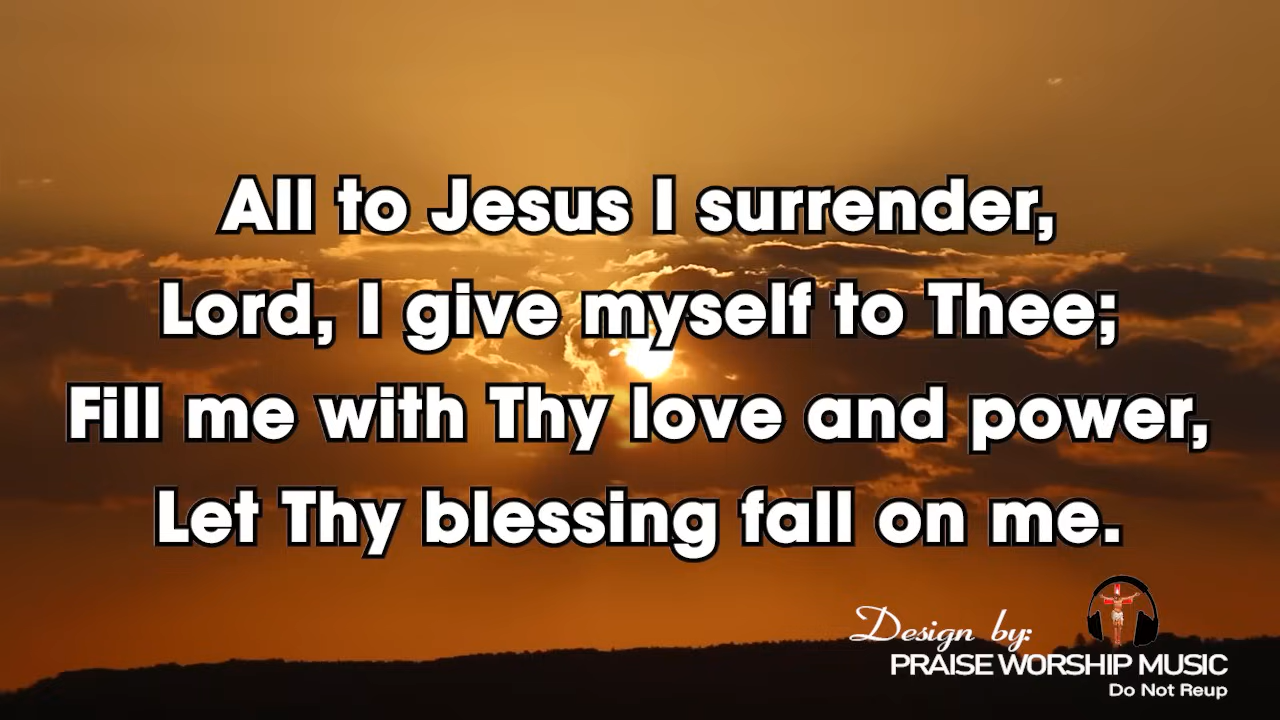 All to Jesus I surrender,
Lord, I give myself to Thee;
Fill me with Thy love and power,
Let Thy blessing fall on me.
Design by:
PRAISE WORSHIP MUSIC
Do Not Reup